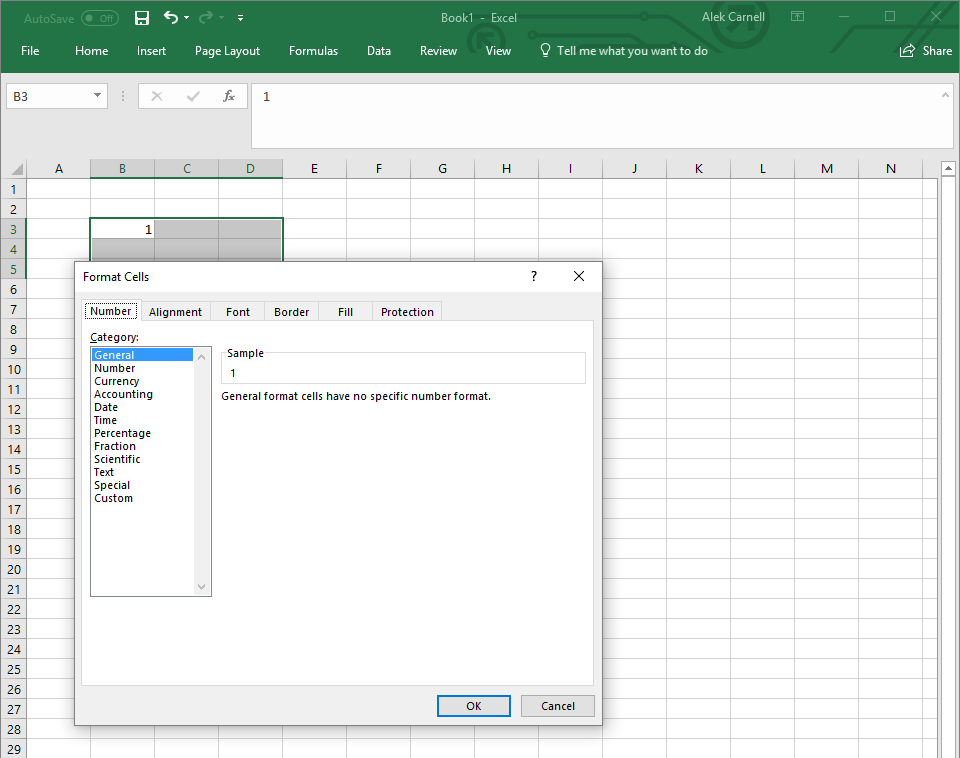 AutoSave Off Book1 - Excel Alek Carnell
File Home Insert Page Layout Formulas Data Review View Tell me what you want to do Share
B3 fx 1
A B C D E F G H I J K L M N
1
2
3 1
4
5
6
7
8
9
10
11
12
13
14
15
16
17
18
19
20
21
22
23
24
25
26
27
28
29
Format Cells ?
Number Alignment Font Border Fill Protection
Category:
General
Number
Currency
Accounting
Date
Time
Percentage
Fraction
Scientific
Text
Special
Custom
Sample
1
General format cells have no specific number format.
OK Cancel